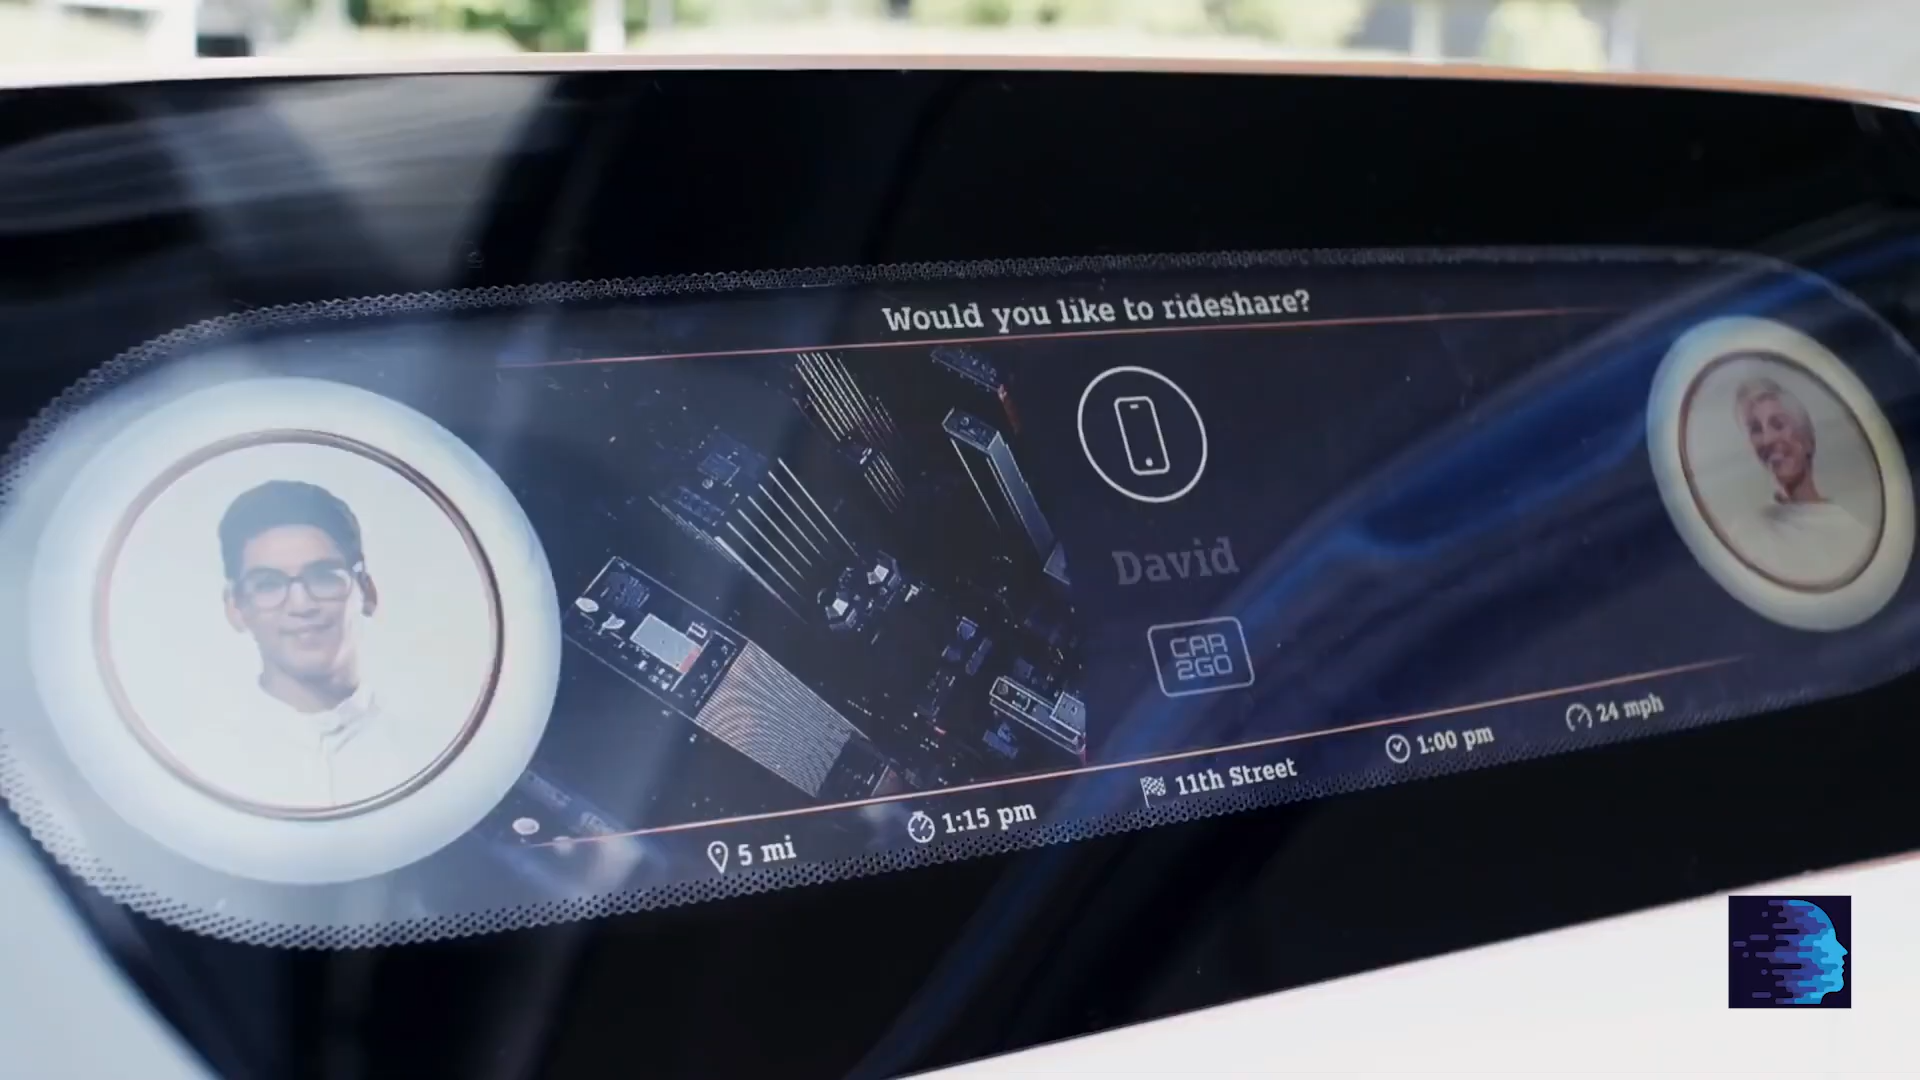 Would you like to rideshare?
David
CAR
2GO
5 mi
1:15 pm
11th Street
1:00 pm
24 mph